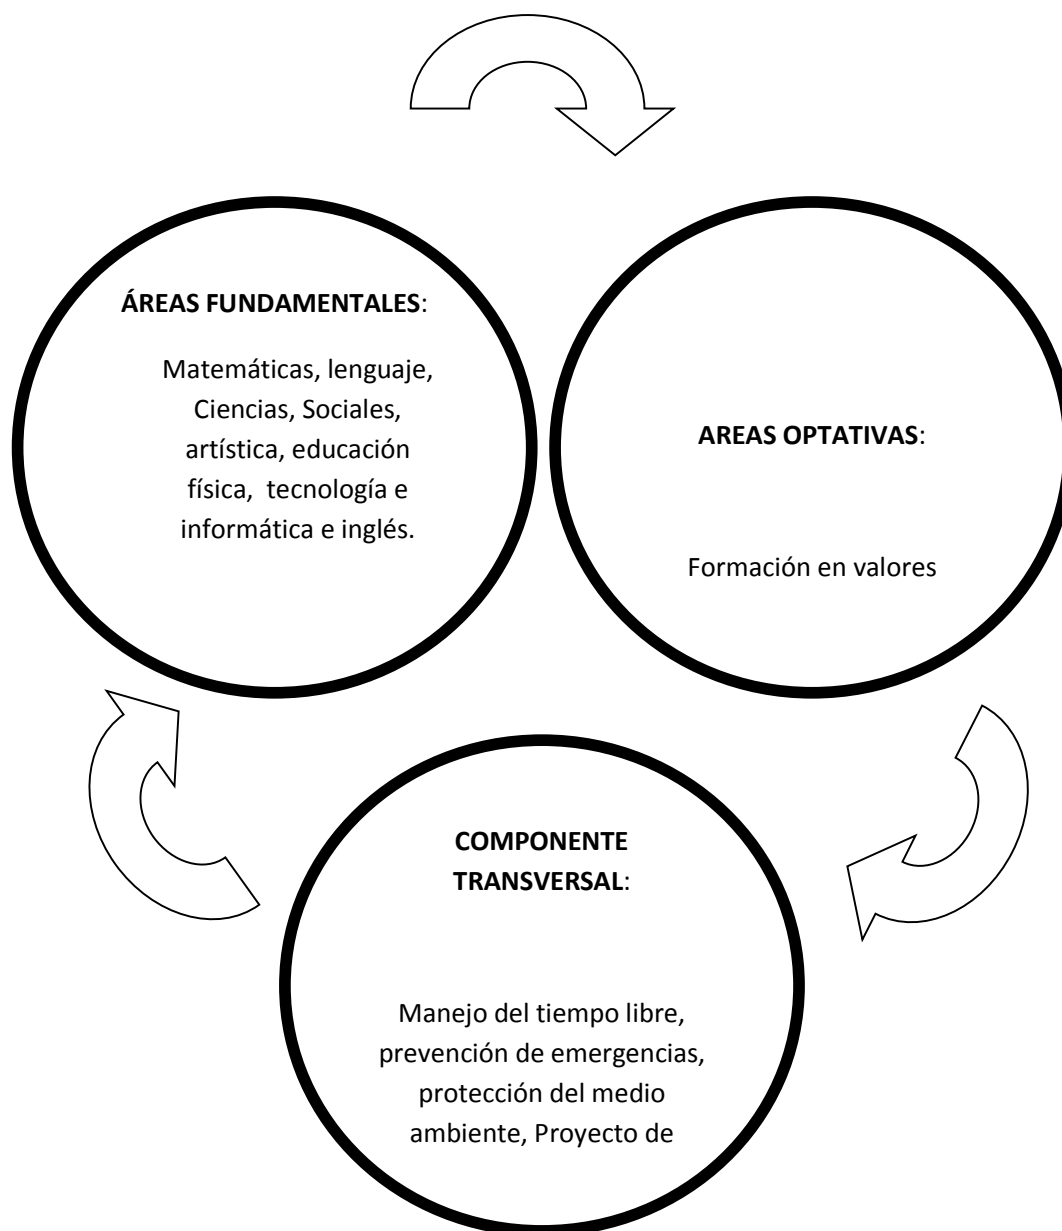 ÁREAS FUNDAMENTALES:
Matemáticas, lenguaje,
Ciencias, Sociales,
artística, educación
física, tecnología e
informática e inglés.
AREAS OPTATIVAS:
Formación en valores
COMPONENTE
TRANSVERSAL:
Manejo del tiempo libre,
prevención de emergencias,
protección del medio
ambiente, Proyecto de